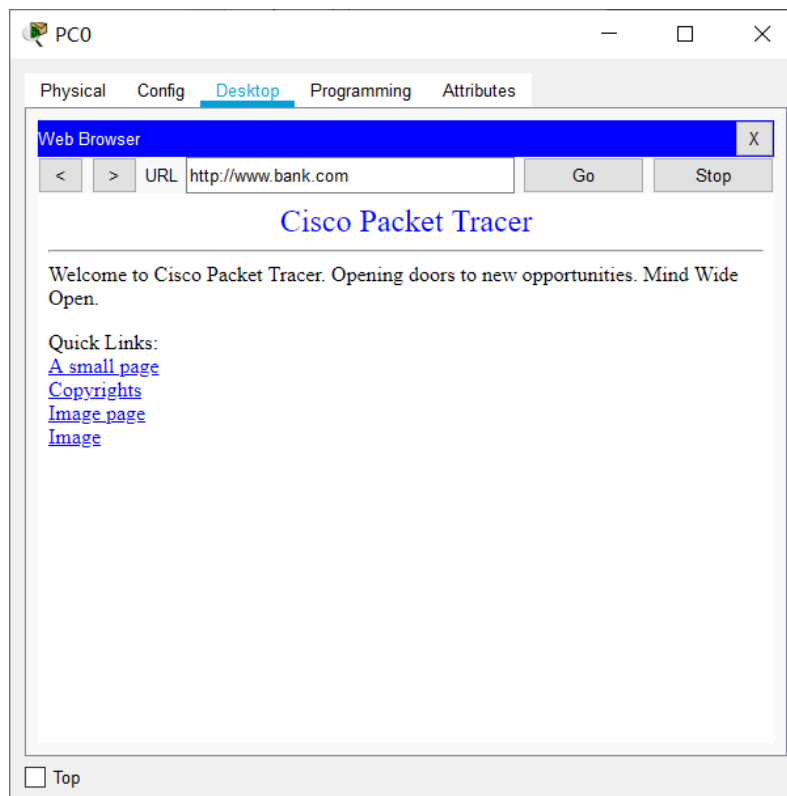 PC0
Physical Config Desktop Programming Attributes
Web Browser X
< > URL http://www.bank.com Go Stop
Cisco Packet Tracer
Welcome to Cisco Packet Tracer. Opening doors to new opportunities. Mind Wide
Open.
Quick Links:
A small page
Copyrights
Image page
Image
Top